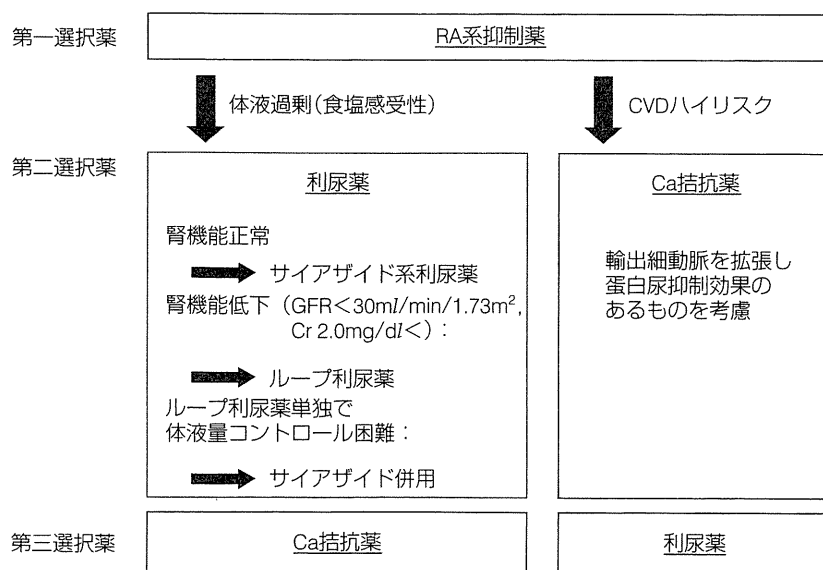 第一選択薬
RA系抑制薬
体液過剰(食塩感受性)
CVDハイリスク
第二選択薬
利尿薬
腎機能正常
サイアザイド系利尿薬
腎機能低下(GFR<30ml/min/1.73m²,
Cr 2.0mg/dl<):
ループ利尿薬
ループ利尿薬単独で
体液量コントロール困難:
サイアザイド併用
Ca拮抗薬
輸出細動脈を拡張し
蛋白尿抑制効果の
あるものを考慮
第三選択薬
Ca拮抗薬
利尿薬